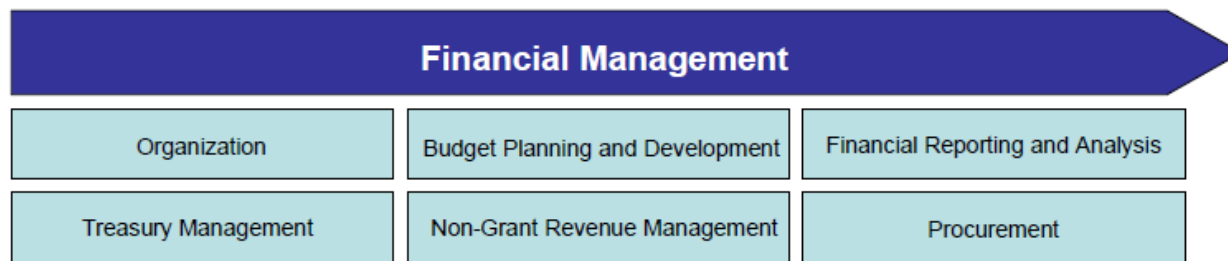 Financial Management
Organization
Budget Planning and Development
Financial Reporting and Analysis
Treasury Management
Non-Grant Revenue Management
Procurement